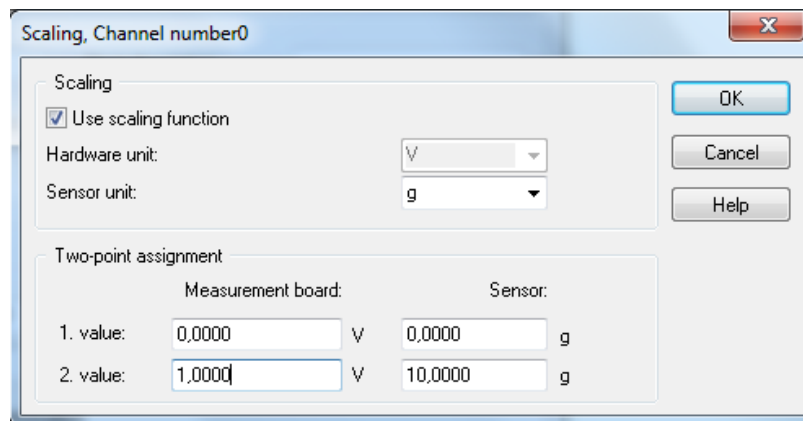 Scaling, Channel number0
Scaling
Use scaling function
Hardware unit: V
Sensor unit: g
OK
Cancel
Help
Two-point assignment
Measurement board: Sensor:
1. value: 0,0000 V 0,0000 g
2. value: 1,0000 V 10,0000 g